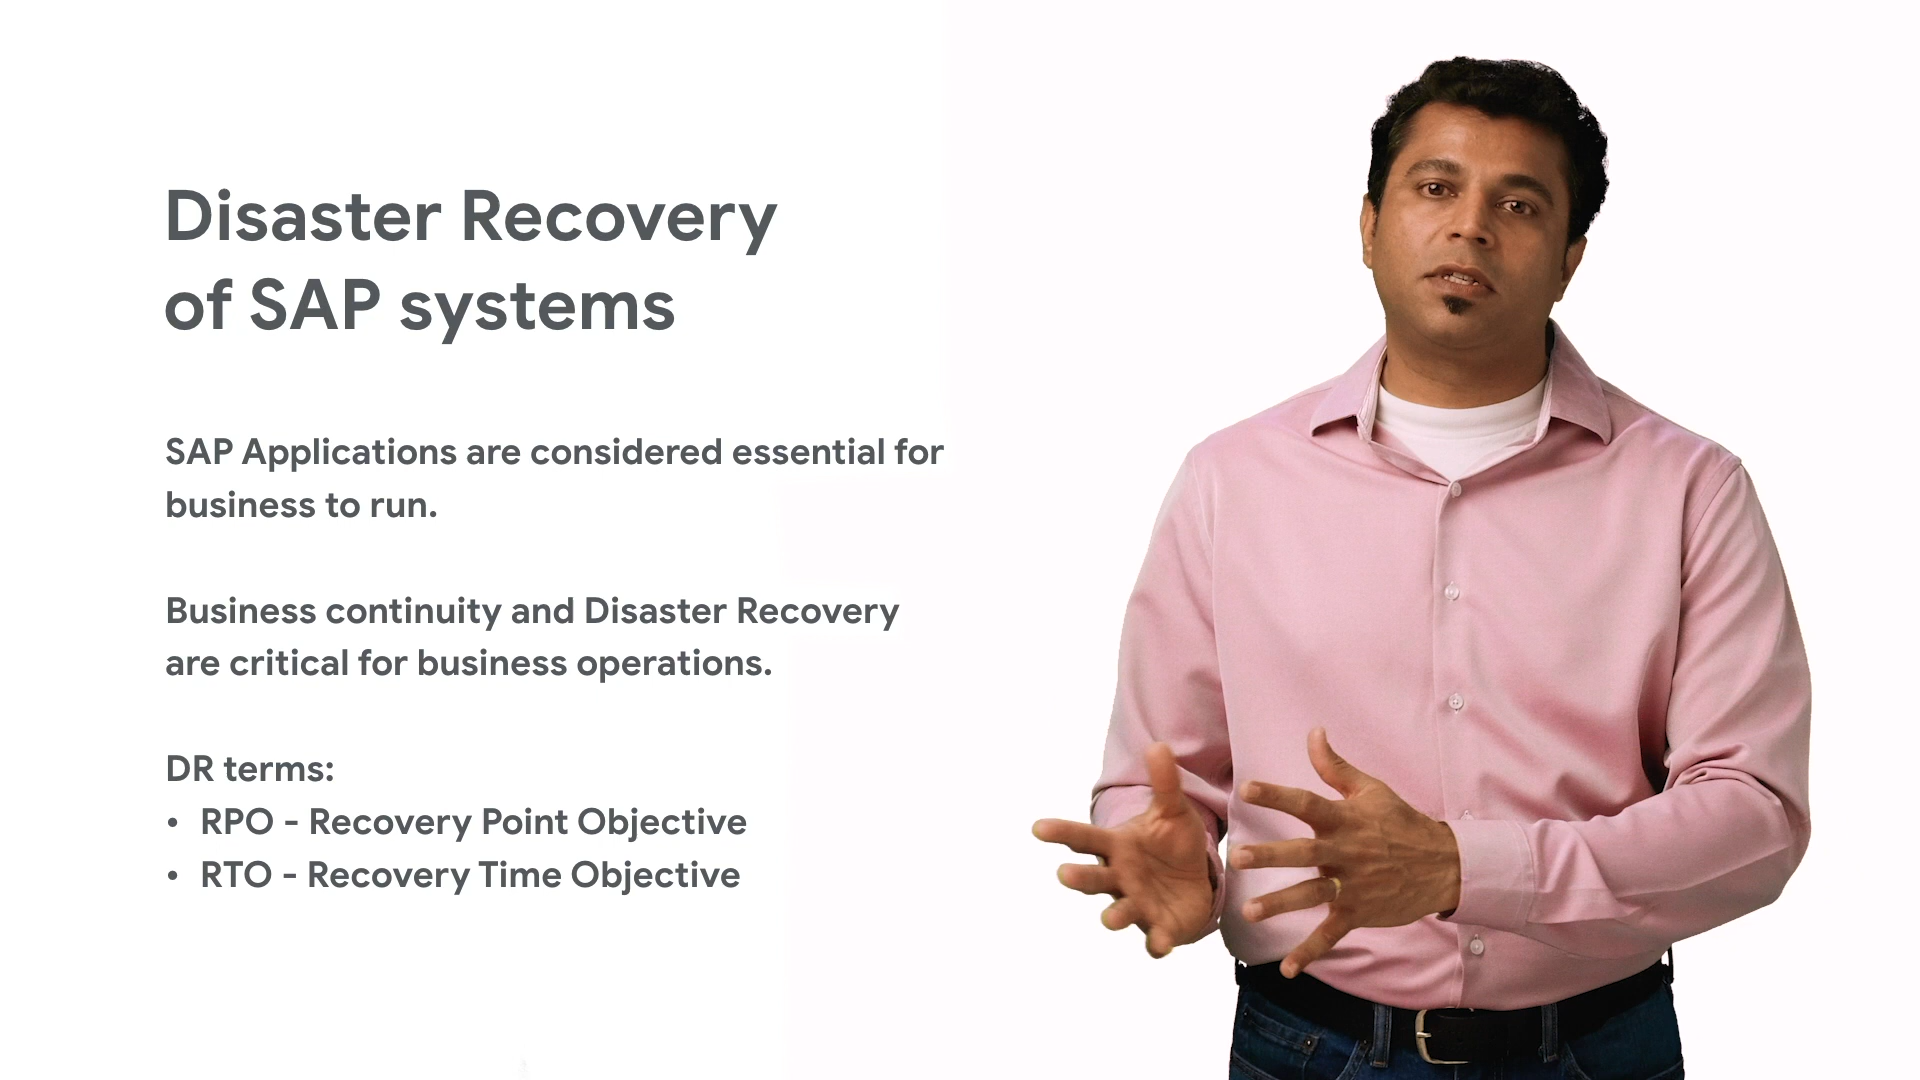 Disaster Recovery
of SAP systems
SAP Applications are considered essential for
business to run.
Business continuity and Disaster Recovery
are critical for business operations.
DR terms:
• RPO - Recovery Point Objective
• RTO - Recovery Time Objective